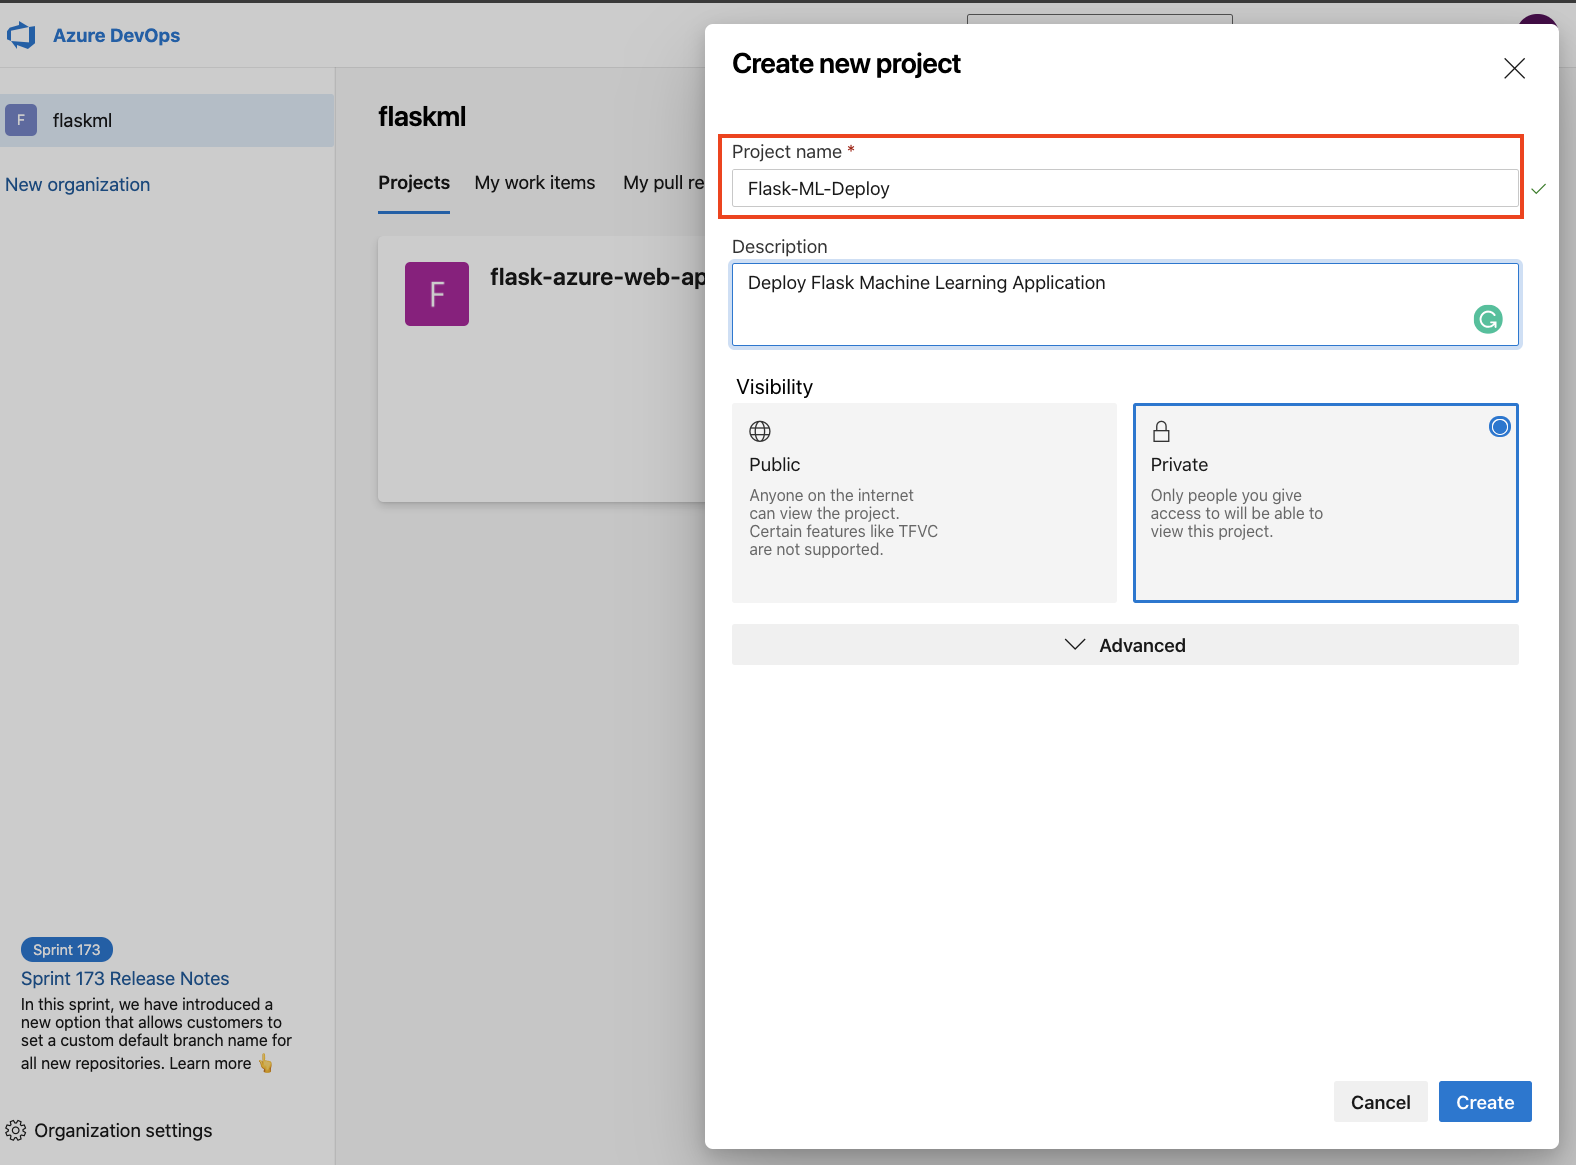 Azure DevOps
F
flaskml
New organization
Sprint 173
Sprint 173 Release Notes
In this sprint, we have introduced a
new option that allows customers to
set a custom default branch name for
all new repositories. Learn more 👆
Organization settings
flaskml
Projects
My work items
My pull re
F
flask-azure-web-ap
Create new project
Project name *
Flask-ML-Deploy
Description
Deploy Flask Machine Learning Application
Visibility
Public
Anyone on the internet
can view the project.
Certain features like TFVC
are not supported.
Private
Only people you give
access to will be able to
view this project.
Advanced
Cancel
Create